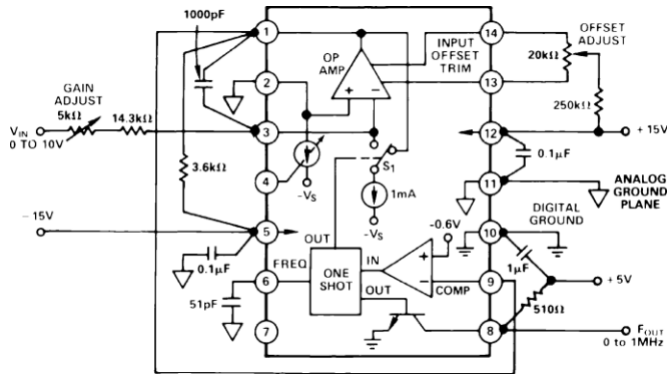 1000pF
1
14
OFFSET
ADJUST
OP
AMP
INPUT
OFFSET
TRIM
20kΩ
2
13
GAIN
ADJUST
5kΩ
14.3kΩ
+
−
250kΩ
V_IN
0 TO 10V
3
12
+ 15V
3.6kΩ
S_1
0.1μF
4
−V_S
1mA
11
ANALOG
GROUND
PLANE
−V_S
DIGITAL
GROUND
− 15V
5
-0.6V
10
0.1μF
OUT
FREQ
IN
+
−
1μF
+ 5V
6
ONE
SHOT
OUT
COMP
9
51pF
510Ω
7
8
F_OUT
0 to 1MHz